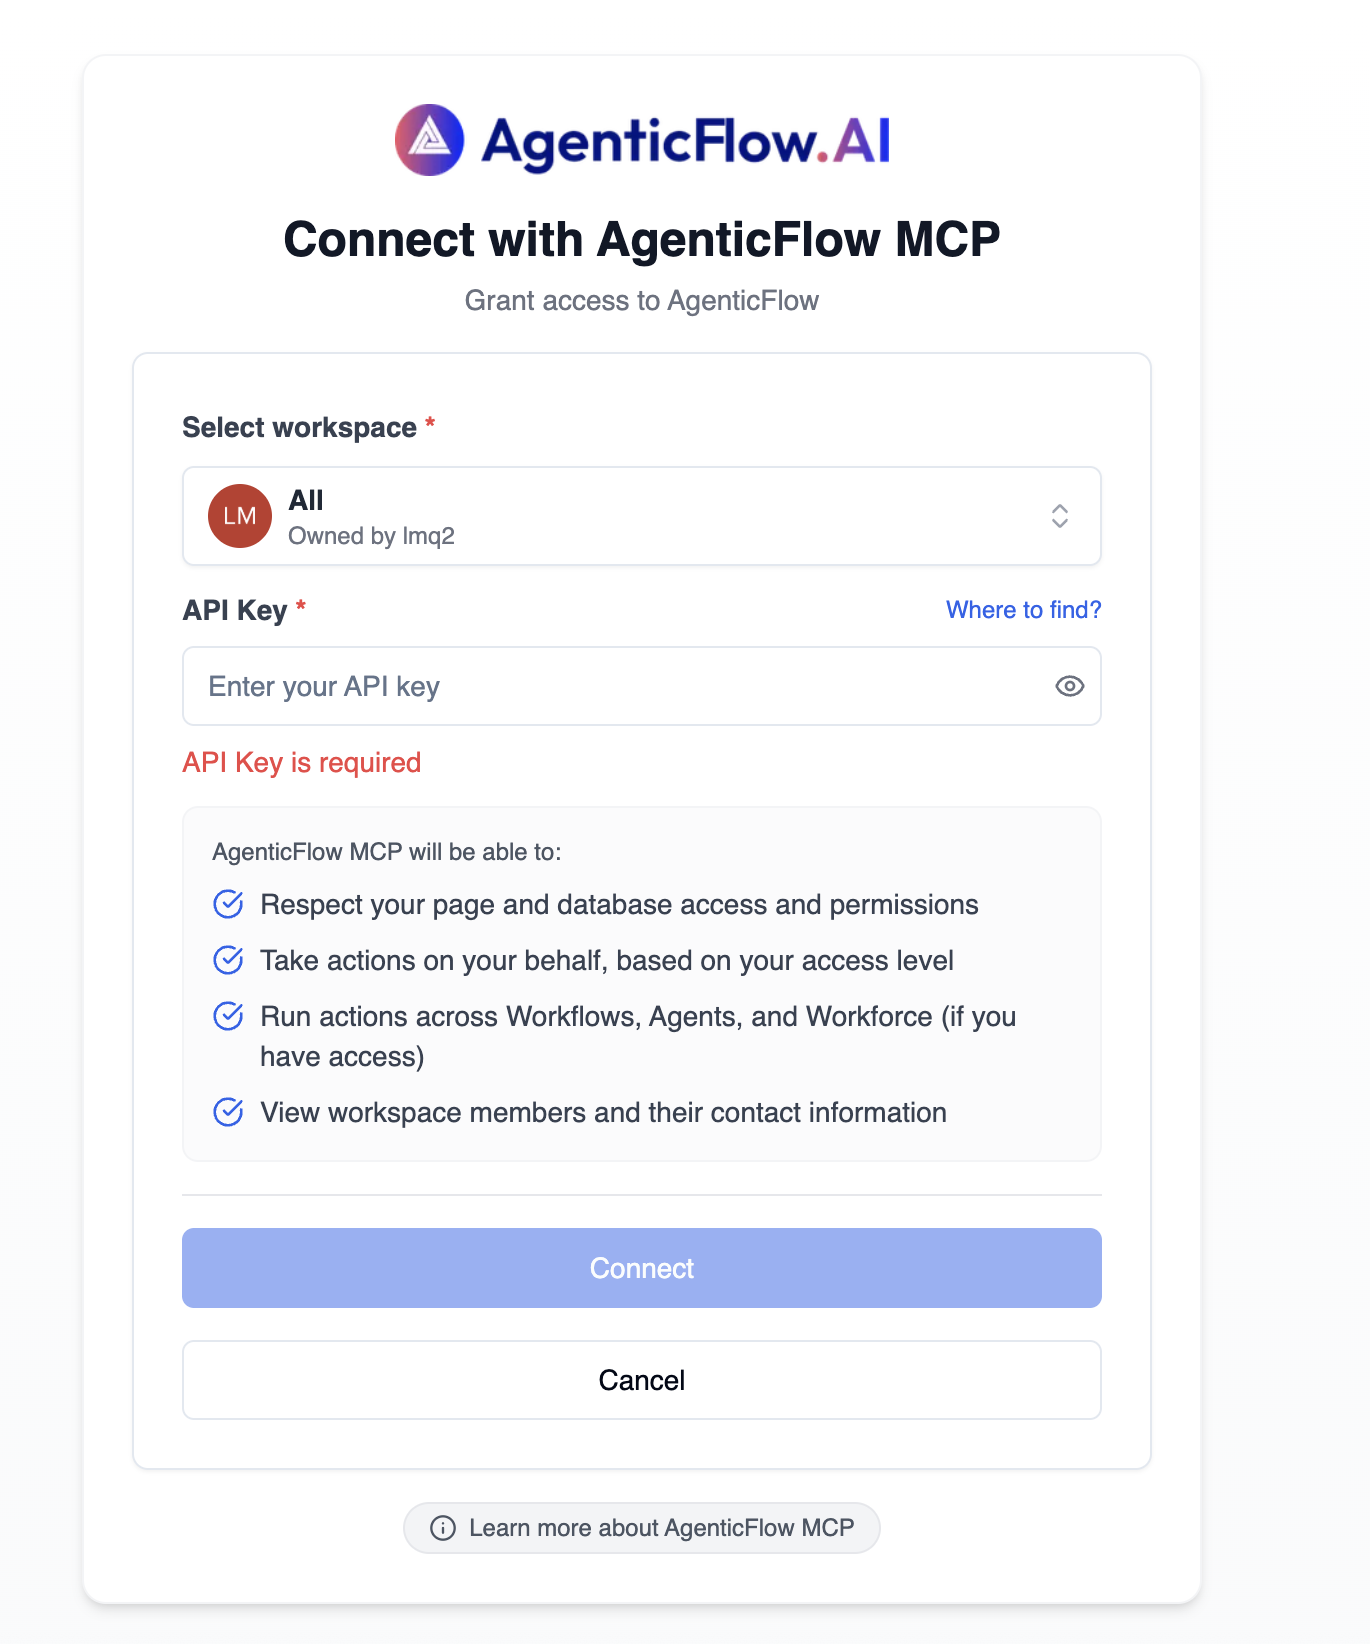 AgenticFlow.AI
Connect with AgenticFlow MCP
Grant access to AgenticFlow
Select workspace *
LM
All
Owned by lmq2
API Key *
Where to find?
Enter your API key
API Key is required
AgenticFlow MCP will be able to:
Respect your page and database access and permissions
Take actions on your behalf, based on your access level
Run actions across Workflows, Agents, and Workforce (if you
have access)
View workspace members and their contact information
Connect
Cancel
Learn more about AgenticFlow MCP